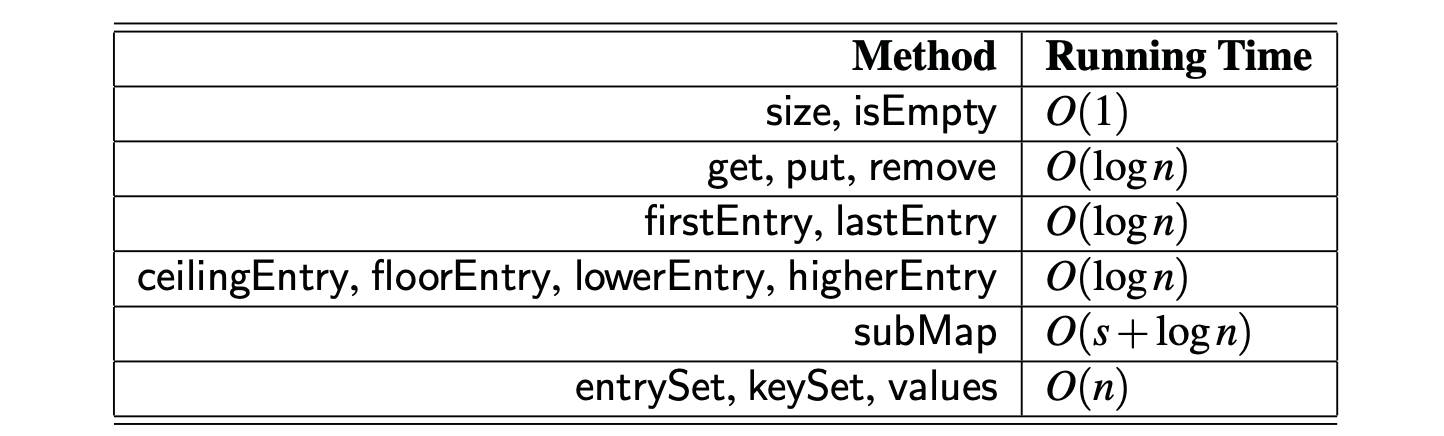 Method Running Time
size, isEmpty O(1)
get, put, remove O(log n)
firstEntry, lastEntry O(log n)
ceilingEntry, floorEntry, lowerEntry, higherEntry O(log n)
subMap O(s + log n)
entrySet, keySet, values O(n)